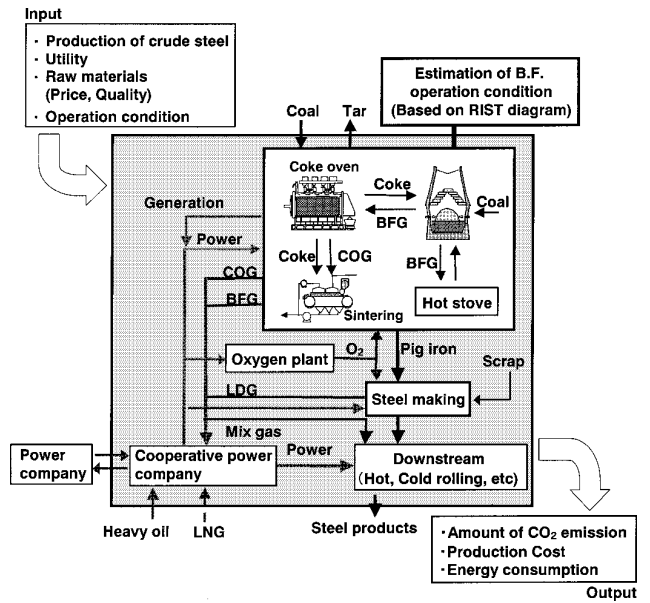 Input
・ Production of crude steel
・ Utility
・ Raw materials
(Price, Quality)
・ Operation condition
Estimation of B.F.
operation condition
(Based on RIST diagram)
Coal
Tar
Coke oven
Coke
BFG
Coal
Generation
Power
Coke
COG
BFG
COG
BFG
Hot stove
Sintering
O₂
Pig iron
Oxygen plant
Scrap
LDG
Steel making
Mix gas
Power
company
Cooperative power
company
Power
Downstream
(Hot, Cold rolling, etc)
Heavy oil
LNG
Steel products
・Amount of CO₂ emission
・Production Cost
・Energy consumption
Output